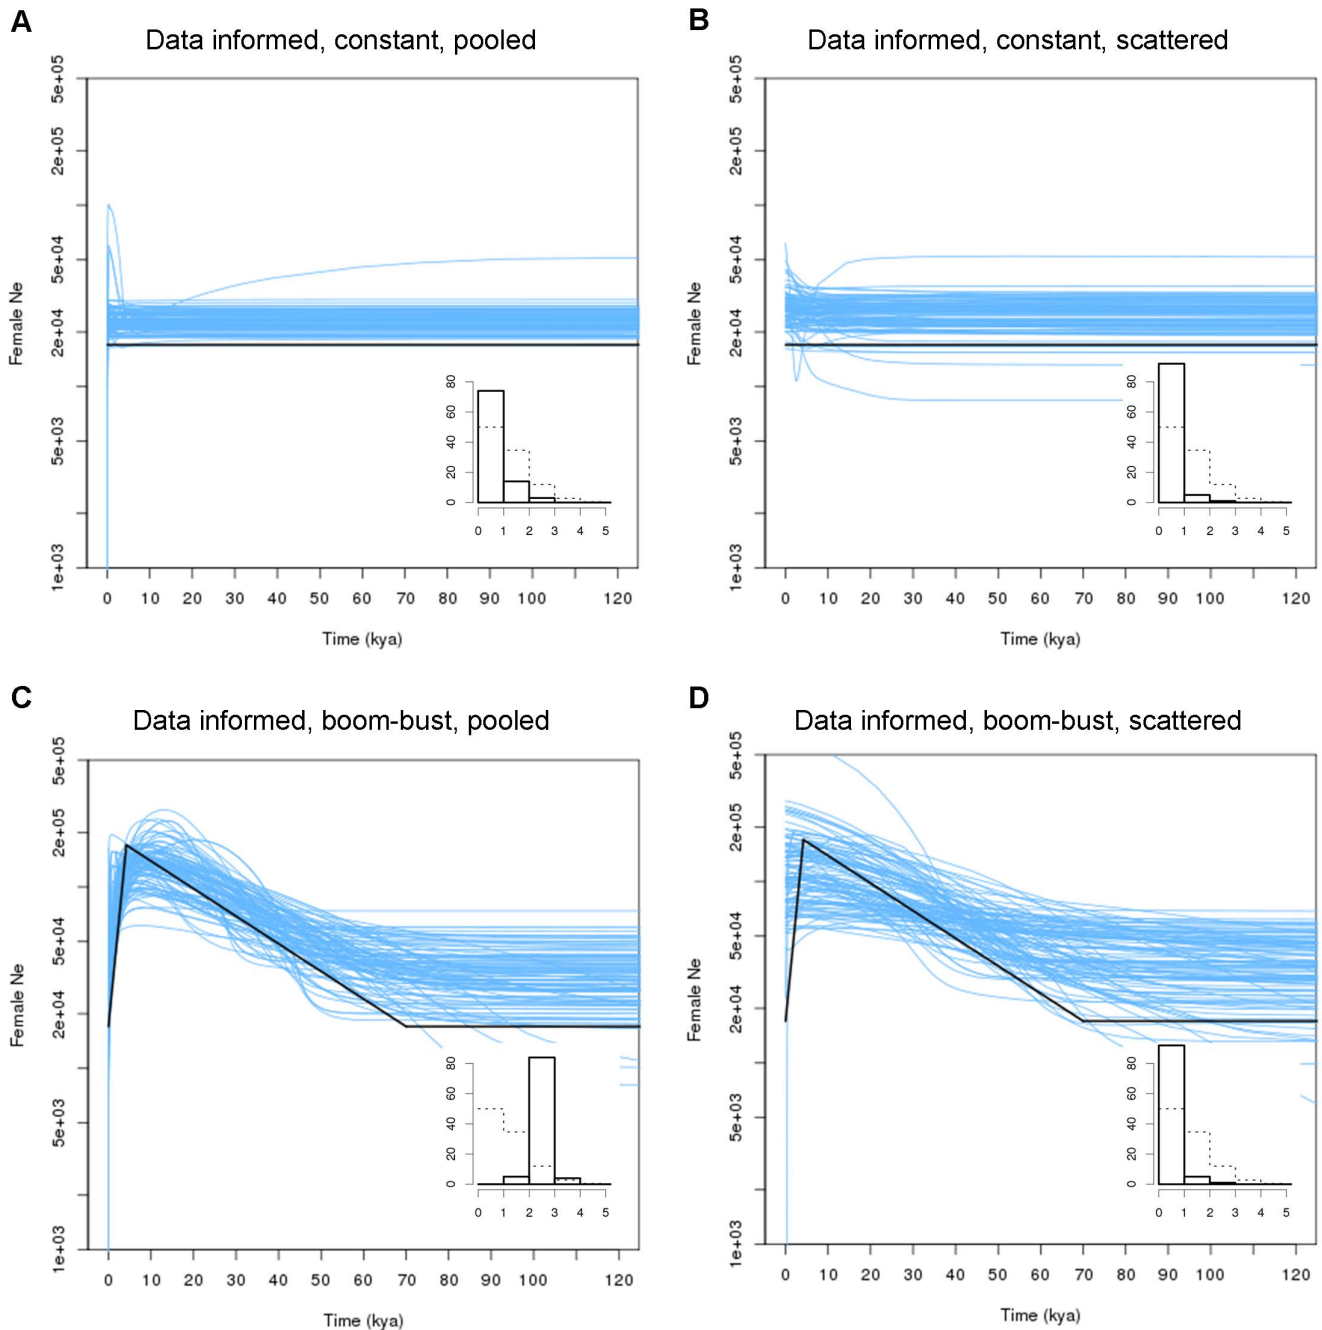 A
Data informed, constant, pooled
5e+05
2e+05
5e+04
2e+04
5e+03
1e+03
Female Ne
0 10 20 30 40 50 60 70 80 90 100 120
Time (kya)
80
60
40
20
0
0 1 2 3 4 5
B
Data informed, constant, scattered
5e+05
2e+05
5e+04
2e+04
5e+03
1e+03
Female Ne
0 10 20 30 40 50 60 70 80 90 100 120
Time (kya)
80
60
40
20
0
0 1 2 3 4 5
C
Data informed, boom-bust, pooled
5e+05
2e+05
5e+04
2e+04
5e+03
1e+03
Female Ne
0 10 20 30 40 50 60 70 80 90 100 120
Time (kya)
80
60
40
20
0
0 1 2 3 4 5
D
Data informed, boom-bust, scattered
5e+05
2e+05
5e+04
2e+04
5e+03
1e+03
Female Ne
0 10 20 30 40 50 60 70 80 90 100 120
Time (kya)
80
60
40
20
0
0 1 2 3 4 5